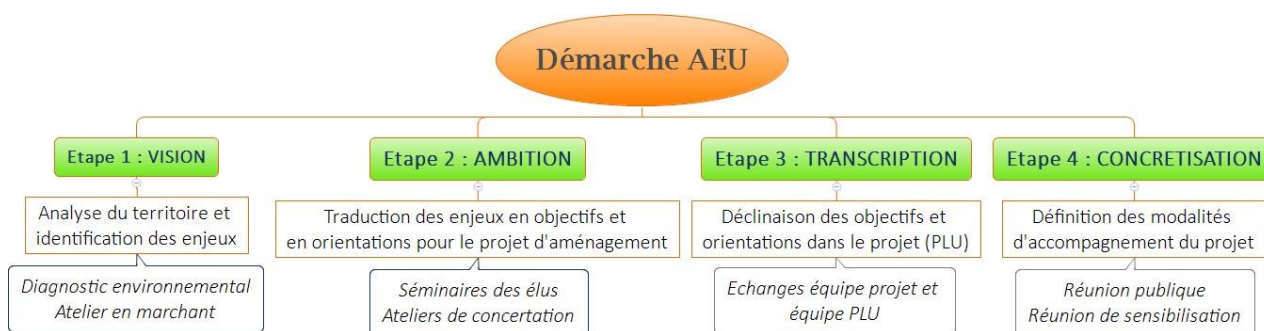 Démarche AEU
Etape 1 : VISION
Analyse du territoire et
identification des enjeux
Diagnostic environnemental
Atelier en marchant
Etape 2 : AMBITION
Traduction des enjeux en objectifs et
en orientations pour le projet d'aménagement
Séminaires des élus
Ateliers de concertation
Etape 3 : TRANSCRIPTION
Déclinaison des objectifs et
orientations dans le projet (PLU)
Echanges équipe projet et
équipe PLU
Etape 4 : CONCRETISATION
Définition des modalités
d'accompagnement du projet
Réunion publique
Réunion de sensibilisation